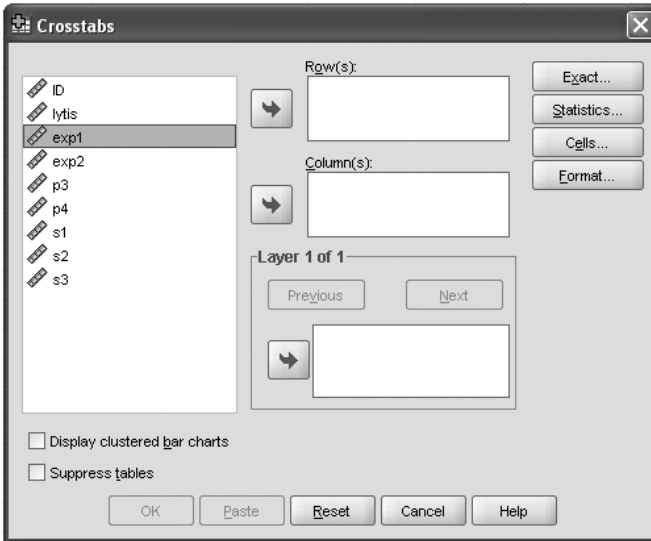 Crosstabs
ID
lytis
exp1
exp2
p3
p4
s1
s2
s3
Row(s):
Column(s):
Layer 1 of 1
Previous
Next
Exact...
Statistics...
Cells...
Format...
Display clustered bar charts
Suppress tables
OK
Paste
Reset
Cancel
Help